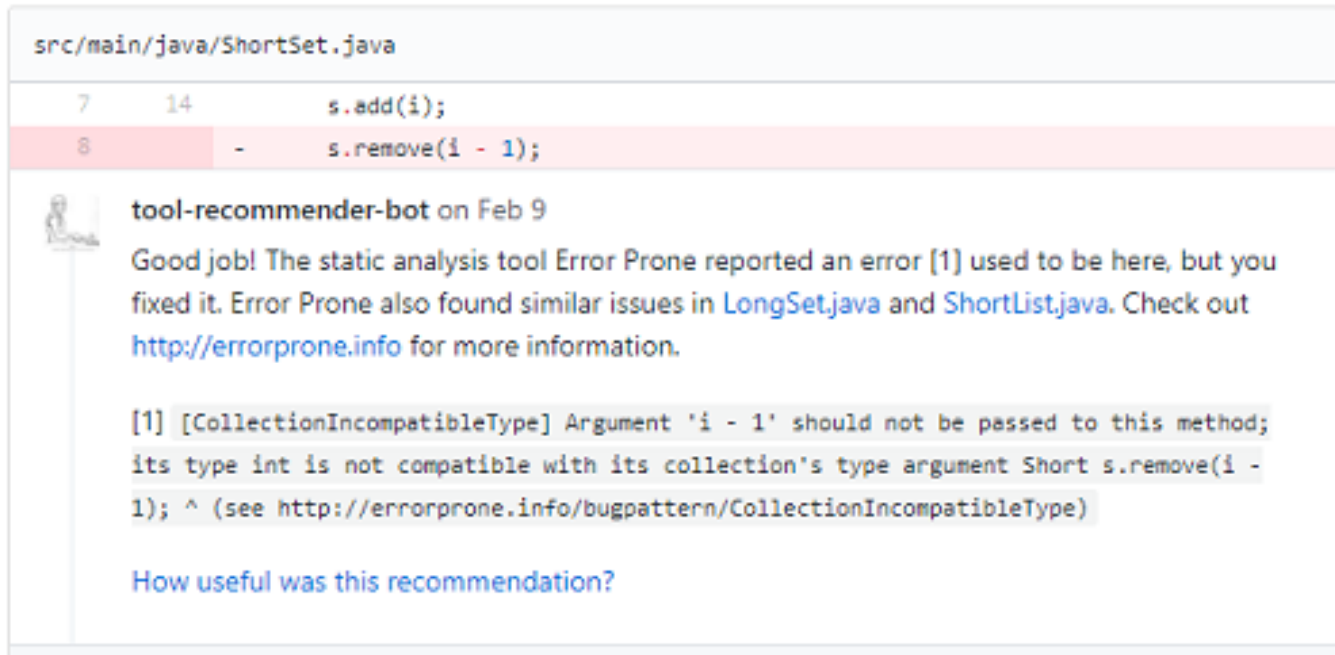 src/main/java/ShortSet.java
7 14 s.add(i);
8 - s.remove(i - 1);
tool-recommender-bot on Feb 9
Good job! The static analysis tool Error Prone reported an error [1] used to be here, but you
fixed it. Error Prone also found similar issues in LongSet.java and ShortList.java. Check out
http://errorprone.info for more information.
[1] [CollectionIncompatibleType] Argument 'i - 1' should not be passed to this method;
its type int is not compatible with its collection's type argument Short s.remove(i -
1); ^ (see http://errorprone.info/bugpattern/CollectionIncompatibleType)
How useful was this recommendation?